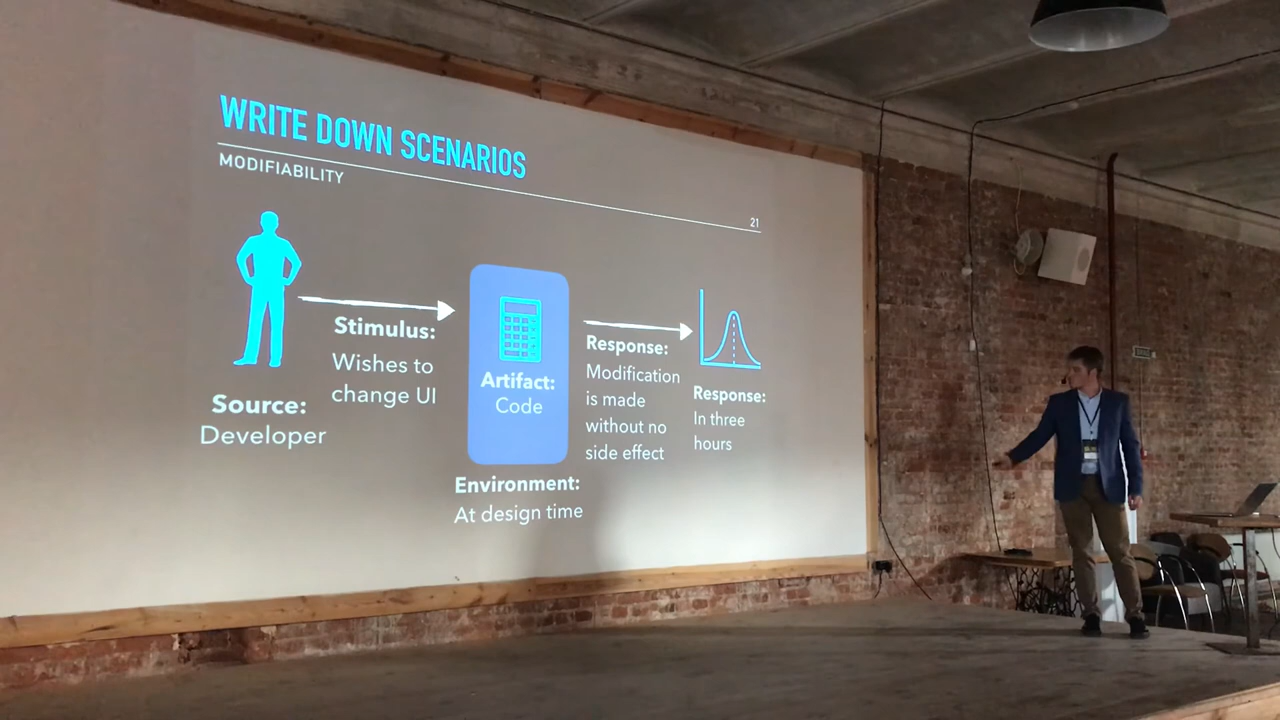 WRITE DOWN SCENARIOS
MODIFIABILITY
21
Stimulus:
Wishes to
change UI
Source:
Developer
Artifact:
Code
Environment:
At design time
Response:
Modification
is made
without no
side effect
Response:
In three
hours